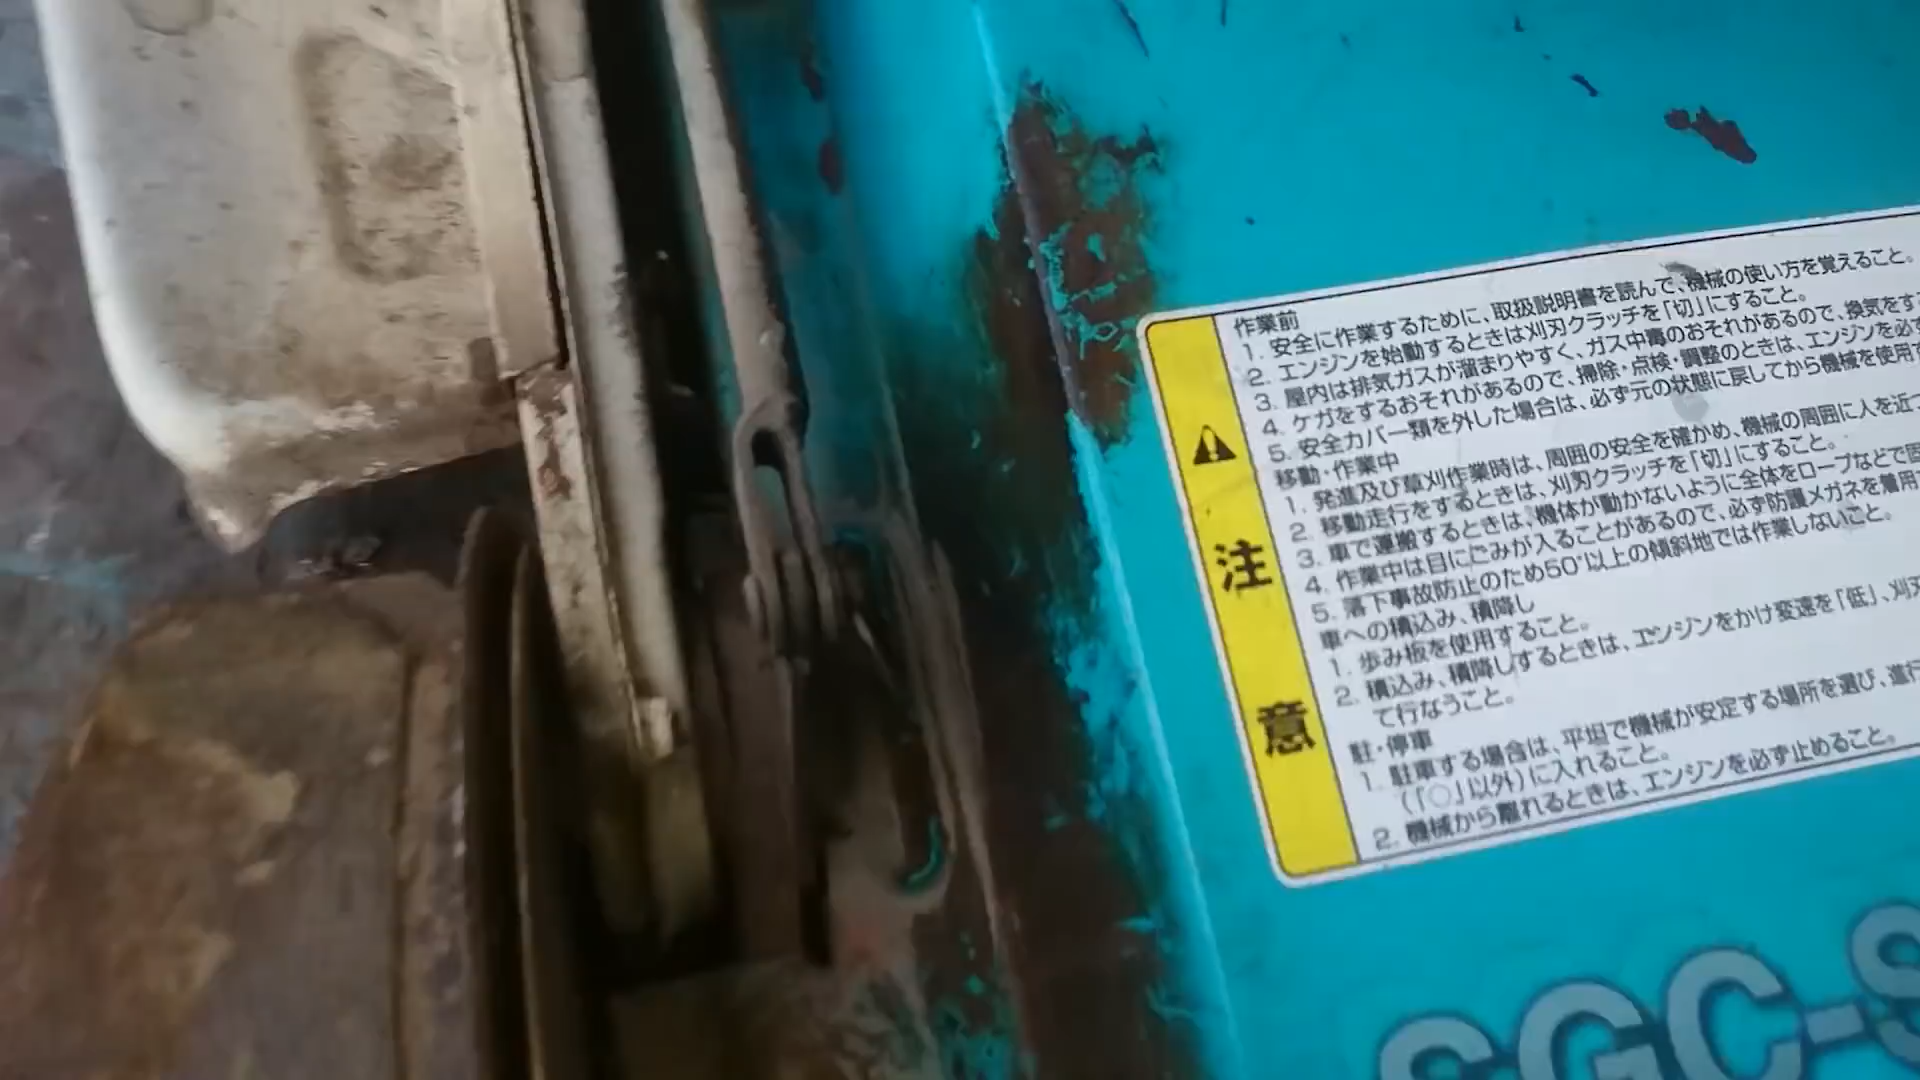 注意
作業前
1. 安全に作業するために、取扱説明書を読んで、機械の使い方を覚えること。
2. エンジンを始動するときは刈刃クラッチを「切」にすること。
3. 屋内は排気ガスが溜まりやすく、ガス中毒のおそれがあるので、換気をす
4. ケガをするおそれがあるので、掃除・点検・調整のときは、エンジンを必ず
5. 安全カバー類を外した場合は、必ず元の状態に戻してから機械を使用す
移動・作業中
1. 発進及び草刈作業時は、周囲の安全を確かめ、機械の周囲に人を近づ
2. 移動走行をするときは、刈刃クラッチを「切」にすること。
3. 車で運搬するときは、機体が動かないように全体をロープなどで固
4. 作業中は目にごみが入ることがあるので、必ず防護メガネを着用
5. 落下事故防止のため50°以上の傾斜地では作業しないこと。
車への積込み、積降し
1. 歩み板を使用すること。
2. 積込み、積降しするときは、エンジンをかけ変速を「低」、刈刃
て行なうこと。
駐・停車
1. 駐車する場合は、平坦で機械が安定する場所を選び、進行
(「○」以外)に入れること。
2. 機械から離れるときは、エンジンを必ず止めること。
SGC-S